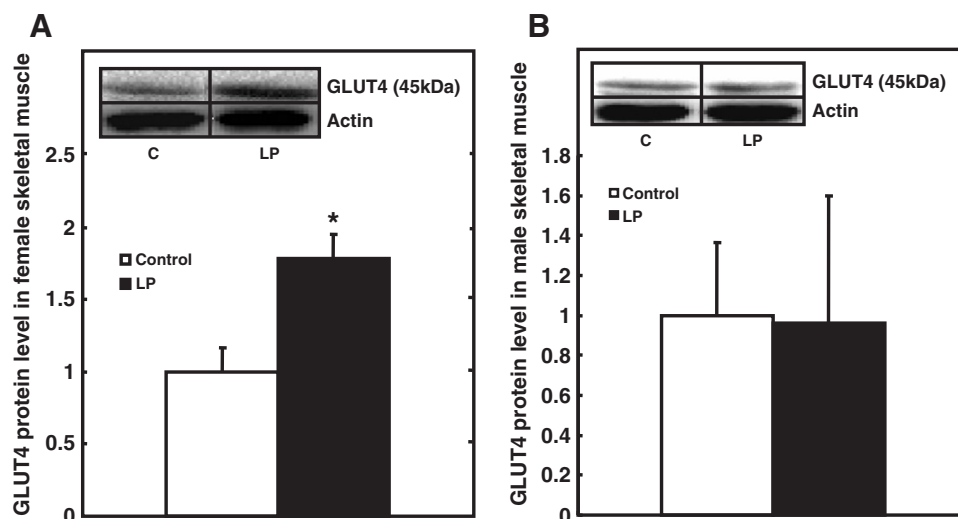 A
GLUT4 protein level in female skeletal muscle
GLUT4 (45kDa)
Actin
C LP
2.5
2
1.5
1
0.5
0
Control
LP
*
B
GLUT4 protein level in male skeletal muscle
GLUT4 (45kDa)
Actin
C LP
1.8
1.6
1.4
1.2
1
0.8
0.6
0.4
0.2
0
Control
LP